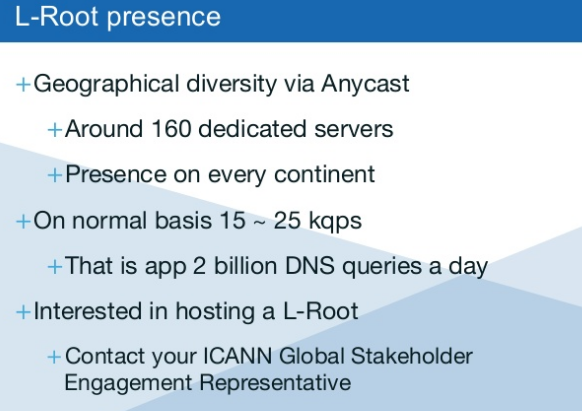 L-Root presence
+Geographical diversity via Anycast
+Around 160 dedicated servers
+Presence on every continent
+On normal basis 15 ~ 25 kqps
+That is app 2 billion DNS queries a day
+Interested in hosting a L-Root
+Contact your ICANN Global Stakeholder
Engagement Representative